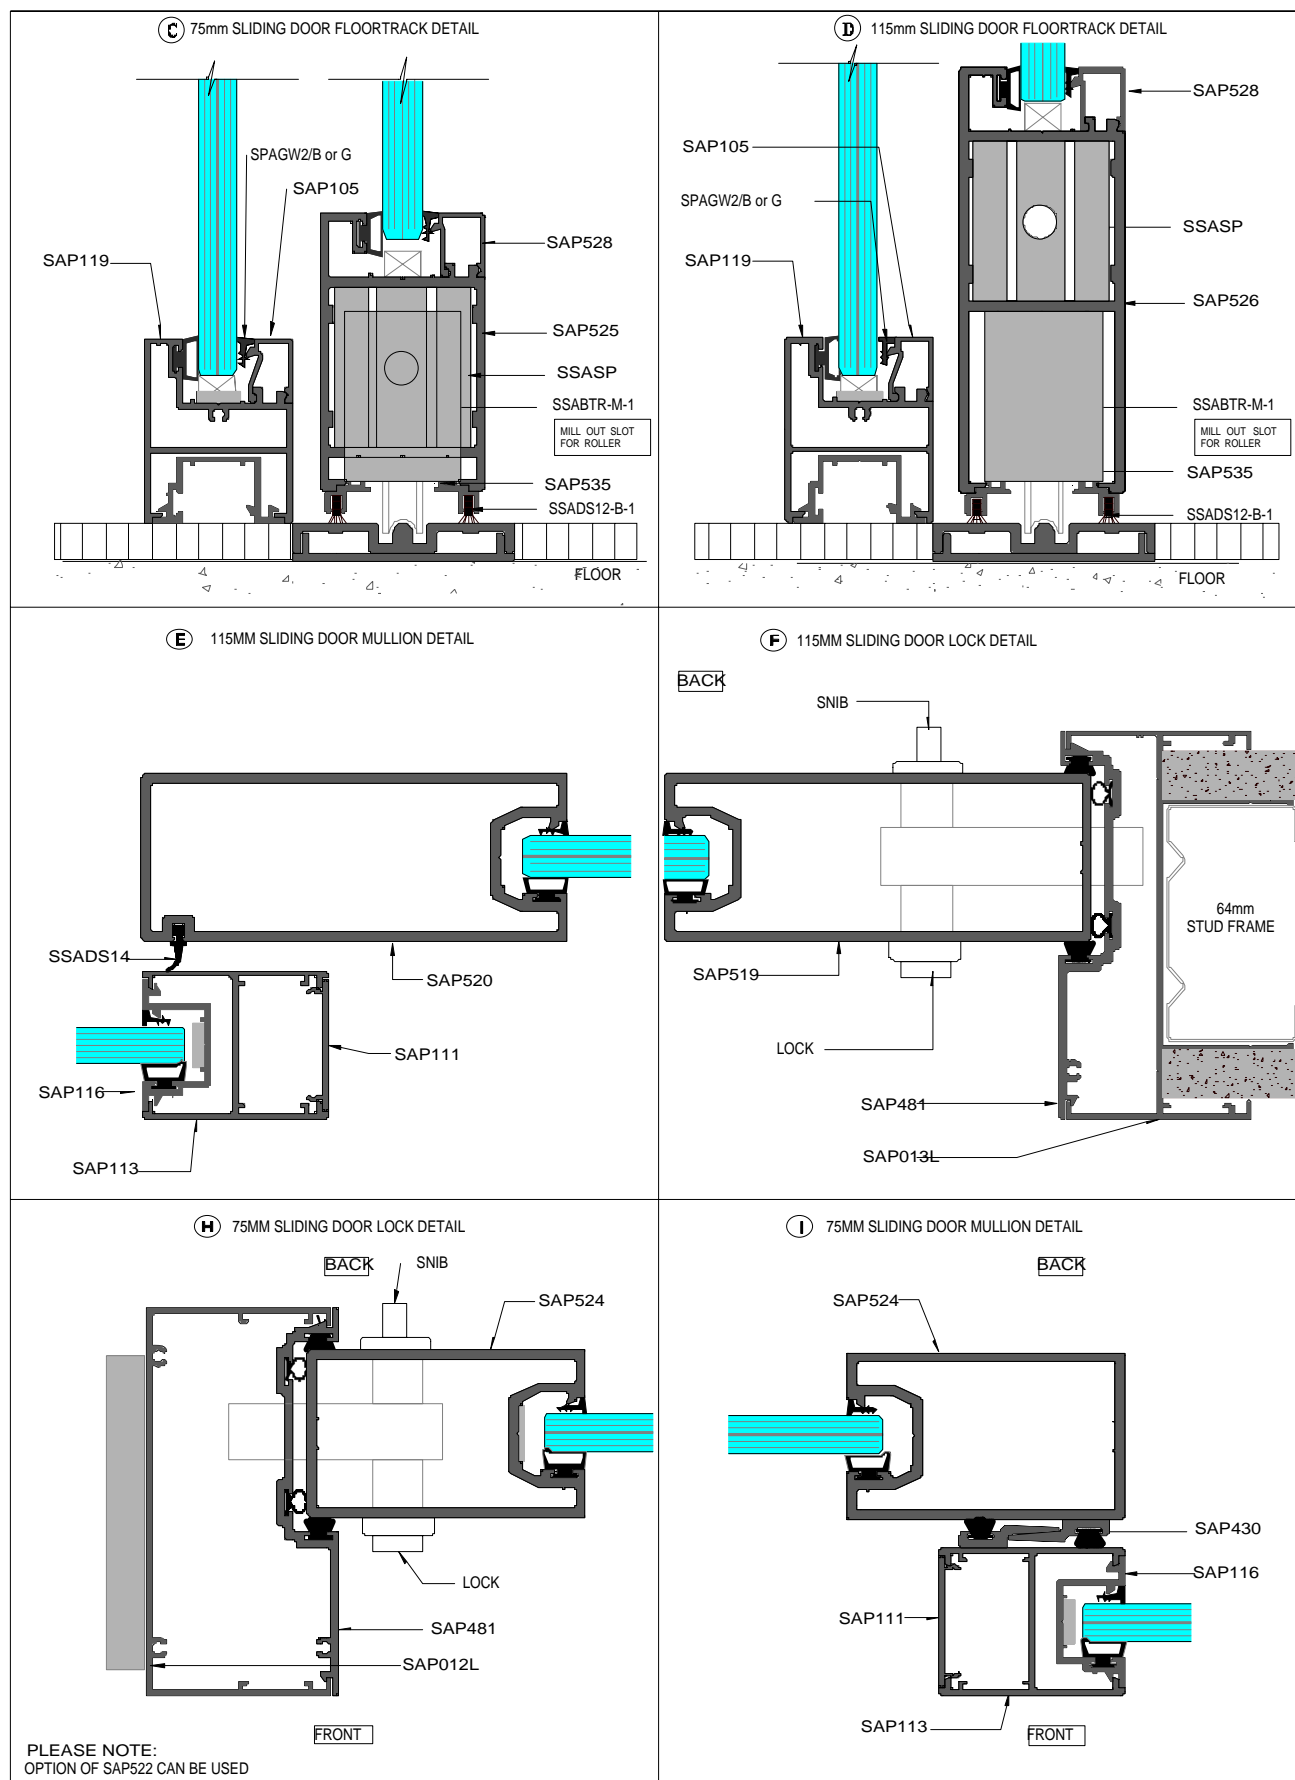 C 75mm SLIDING DOOR FLOORTRACK DETAIL
SPAGW2/B or G
SAP105
SAP119
SAP528
SAP525
SSASP
SSABTR-M-1
MILL OUT SLOT
FOR ROLLER
SAP535
SSADS12-B-1
FLOOR
D 115mm SLIDING DOOR FLOORTRACK DETAIL
SAP528
SAP105
SPAGW2/B or G
SSASP
SAP119
SAP526
SSABTR-M-1
MILL OUT SLOT
FOR ROLLER
SAP535
SSADS12-B-1
FLOOR
E 115MM SLIDING DOOR MULLION DETAIL
SSADS14
SAP520
SAP111
SAP116
SAP113
F 115MM SLIDING DOOR LOCK DETAIL
BACK
SNIB
64mm
STUD FRAME
SAP519
LOCK
SAP481
SAP013L
H 75MM SLIDING DOOR LOCK DETAIL
BACK
SNIB
SAP524
LOCK
SAP481
SAP012L
FRONT
PLEASE NOTE:
OPTION OF SAP522 CAN BE USED
I 75MM SLIDING DOOR MULLION DETAIL
BACK
SAP524
SAP430
SAP116
SAP111
SAP113
FRONT